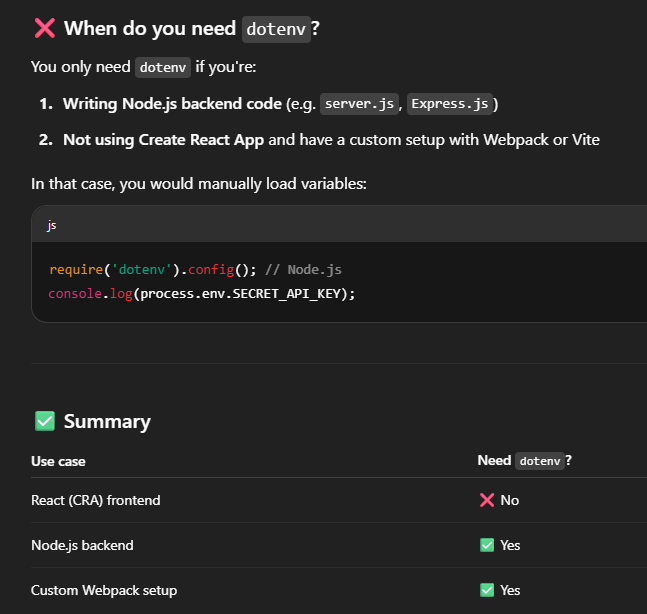 ❌ When do you need dotenv?
You only need dotenv if you're:
1. Writing Node.js backend code (e.g. server.js, Express.js)
2. Not using Create React App and have a custom setup with Webpack or Vite
In that case, you would manually load variables:
js
require('dotenv').config(); // Node.js
console.log(process.env.SECRET_API_KEY);
✅ Summary
Use case Need dotenv?
React (CRA) frontend ❌ No
Node.js backend ✅ Yes
Custom Webpack setup ✅ Yes